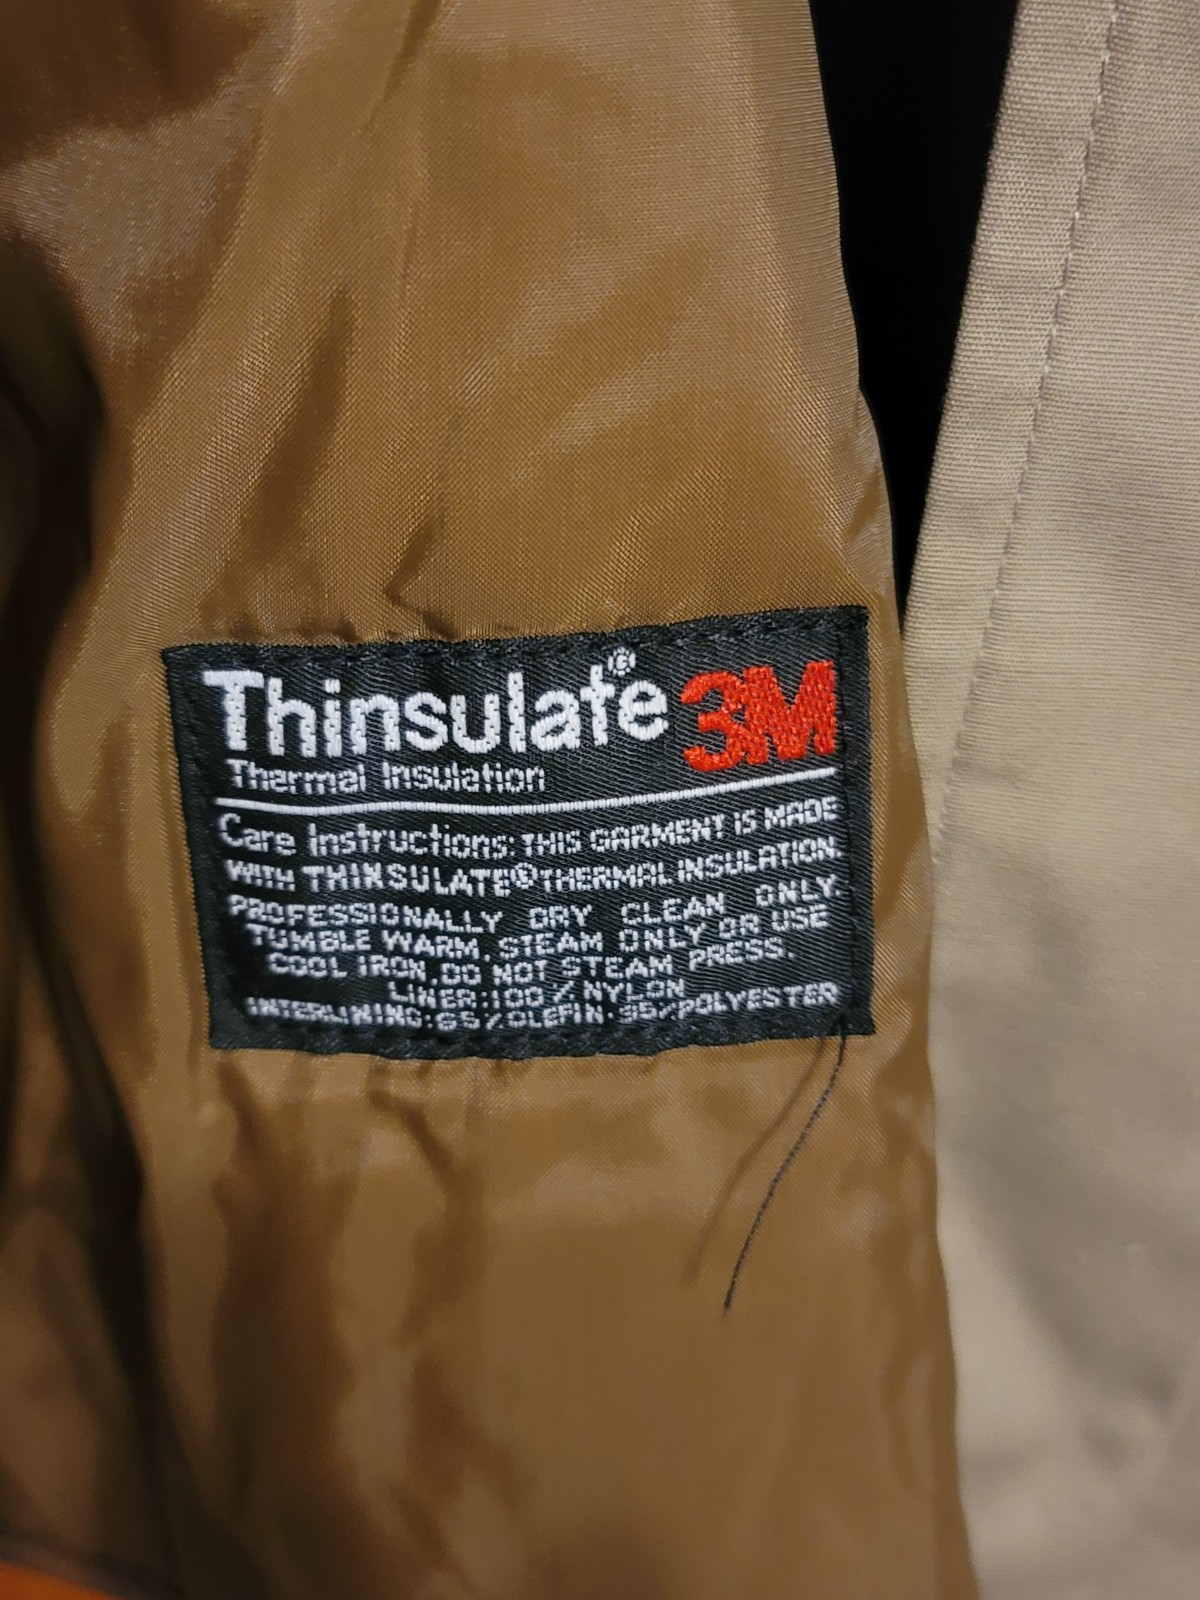 Thinsulate® 3M
Thermal Insulation
Care Instructions: THIS GARMENT IS MADE
WITH THINSULATE® THERMAL INSULATION.
PROFESSIONALLY DRY CLEAN ONLY.
TUMBLE WARM. STEAM ONLY OR USE
COOL IRON. DO NOT STEAM PRESS.
LINER:100%NYLON
INTERLINING:65%OLEFIN·35%POLYESTER